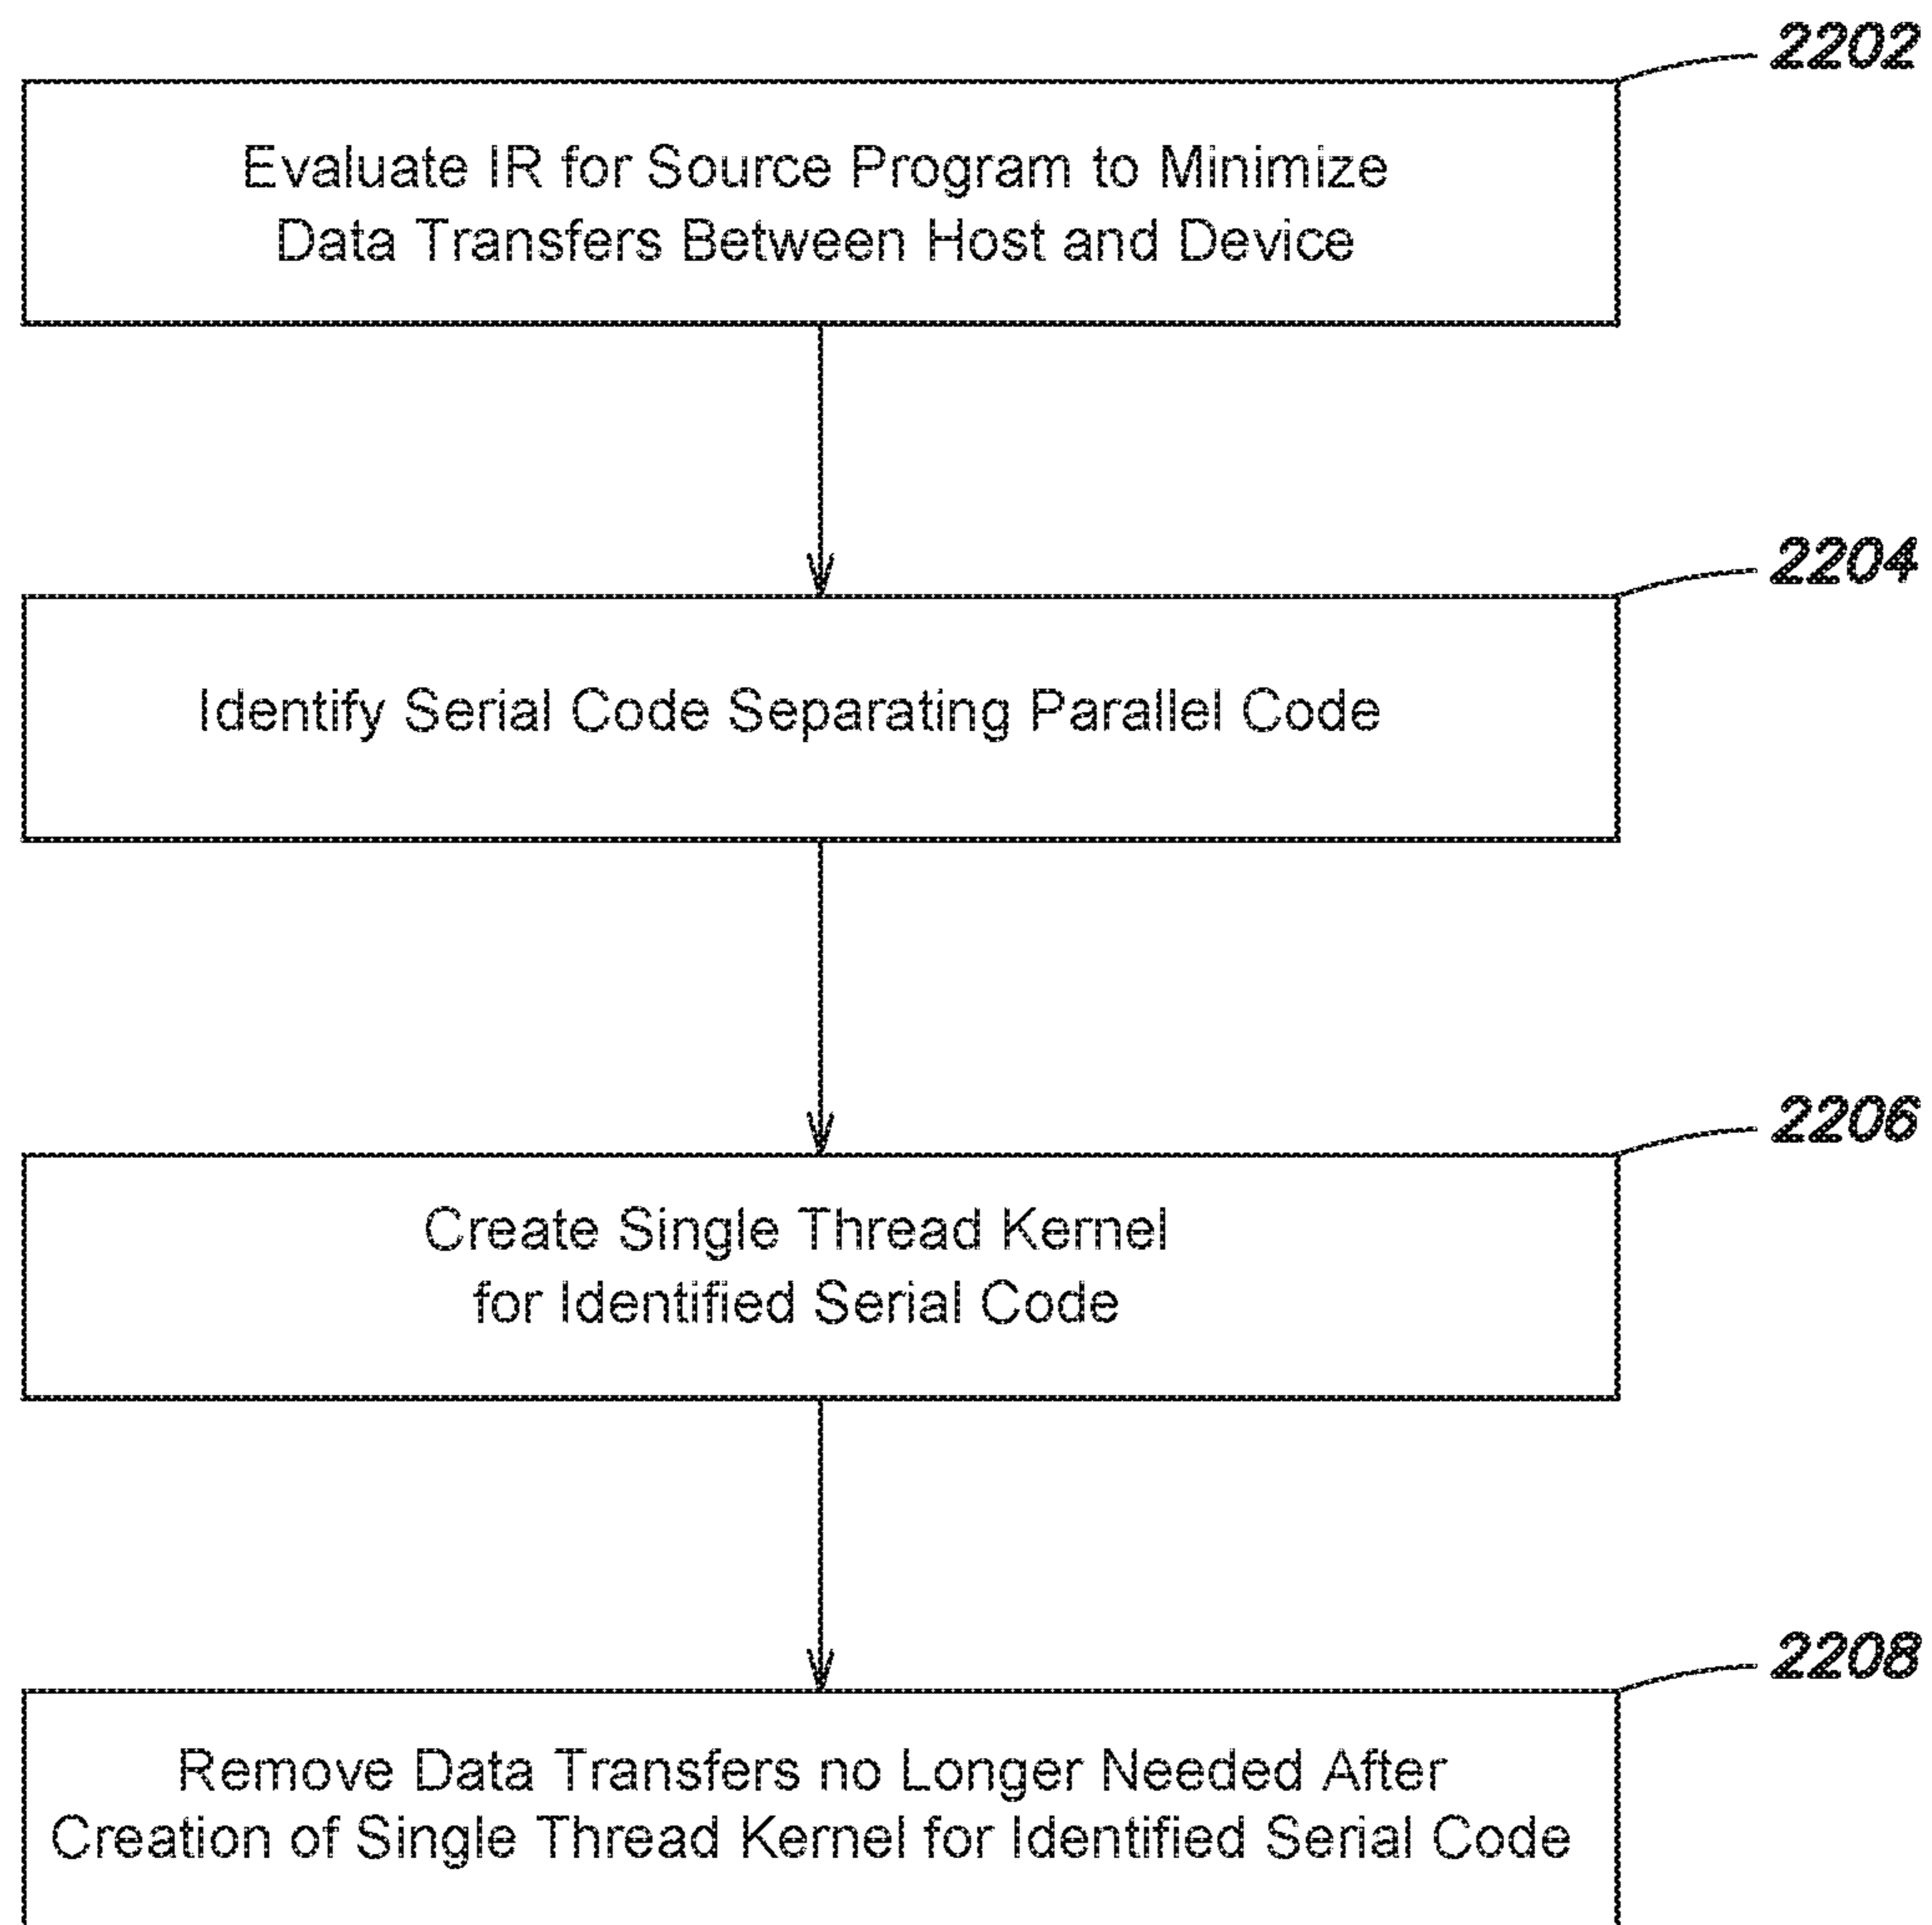 2202
Evaluate IR for Source Program to Minimize
Data Transfers Between Host and Device
2204
Identify Serial Code Separating Parallel Code
2206
Create Single Thread Kernel
for Identified Serial Code
2208
Remove Data Transfers no Longer Needed After
Creation of Single Thread Kernel for Identified Serial Code